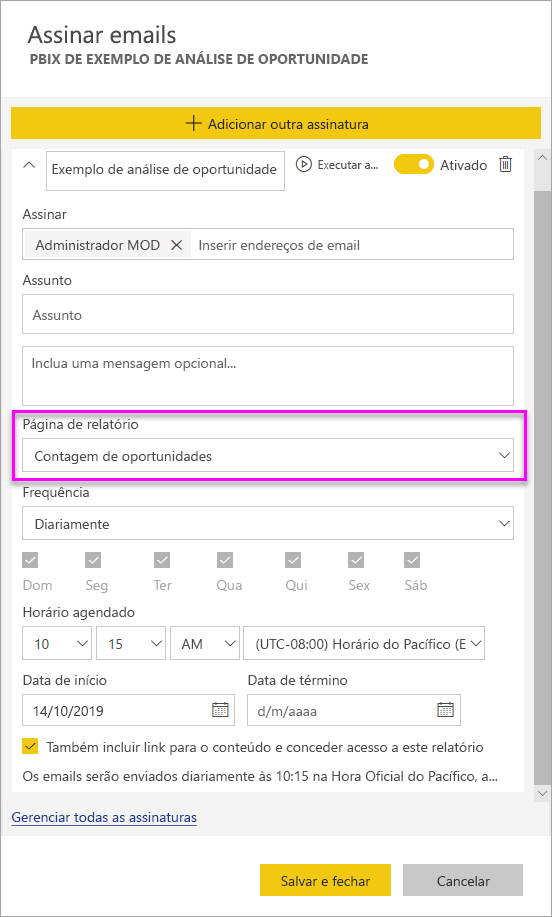 Assinar emails
PBIX DE EXEMPLO DE ANÁLISE DE OPORTUNIDADE
Adicionar outra assinatura
Exemplo de análise de oportunidade Executar a... Ativado
Assinar
Administrador MOD Inserir endereços de email
Assunto
Assunto
Inclua uma mensagem opcional...
Página de relatório
Contagem de oportunidades
Frequência
Diariamente
Dom Seg Ter Qua Qui Sex Sáb
Horário agendado
10 15 AM (UTC-08:00) Horário do Pacífico (E
Data de início Data de término
14/10/2019 d/m/aaaa
Também incluir link para o conteúdo e conceder acesso a este relatório
Os emails serão enviados diariamente às 10:15 na Hora Oficial do Pacífico, a...
Gerenciar todas as assinaturas
Salvar e fechar Cancelar